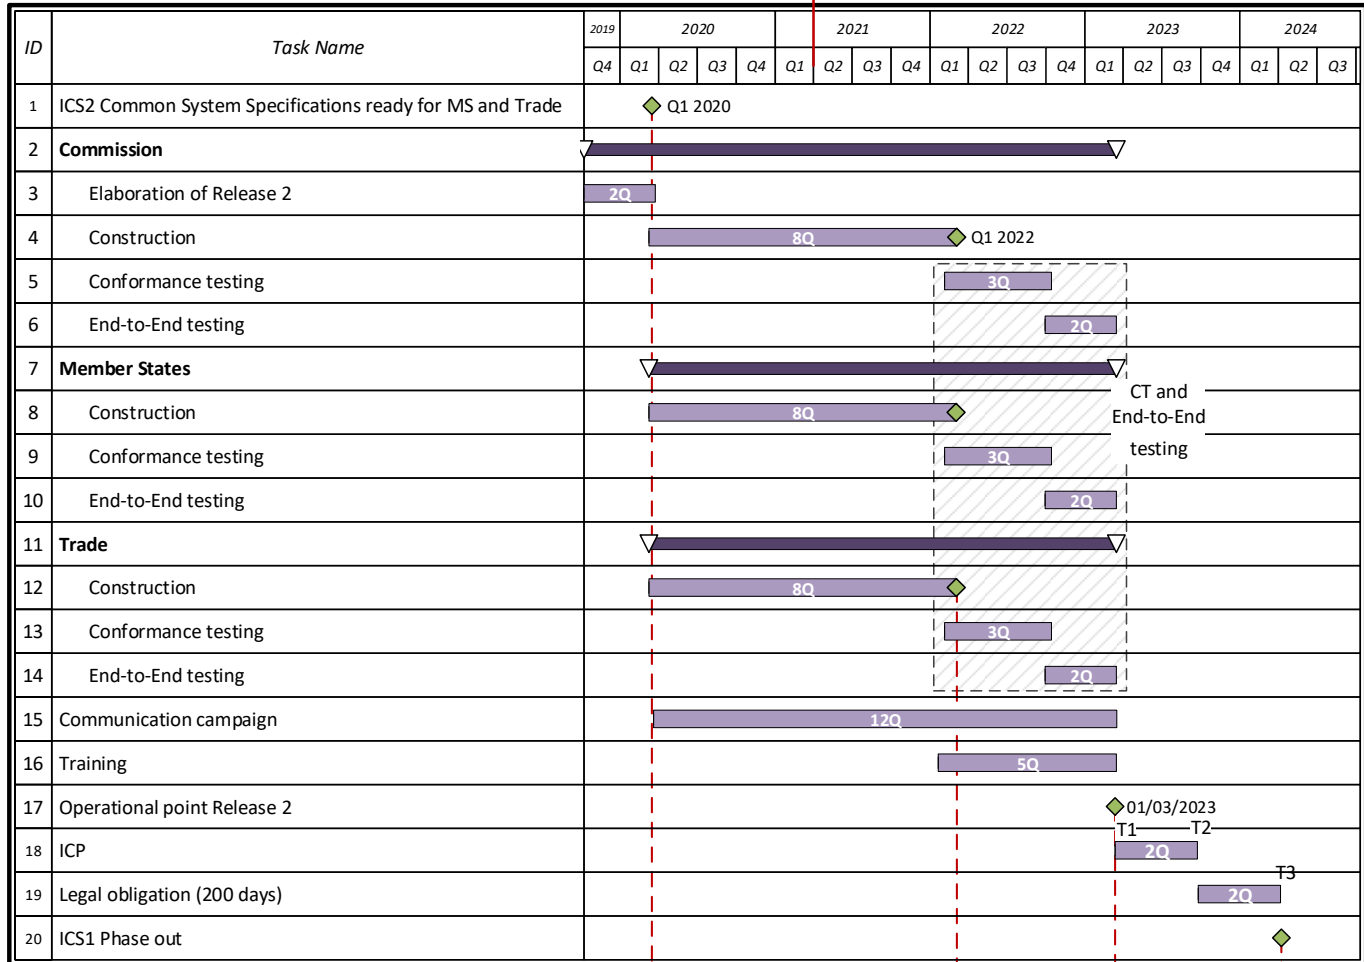 ID Task Name 2019 2020 2021 2022 2023 2024
Q4 Q1 Q2 Q3 Q4 Q1 Q2 Q3 Q4 Q1 Q2 Q3 Q4 Q1 Q2 Q3 Q4 Q1 Q2 Q3
1 ICS2 Common System Specifications ready for MS and Trade Q1 2020
2 Commission
3 Elaboration of Release 2 2Q
4 Construction 8Q Q1 2022
5 Conformance testing 3Q
6 End-to-End testing 2Q
7 Member States
CT and
8 Construction 8Q
End-to-End
testing
9 Conformance testing 3Q
10 End-to-End testing 2Q
11 Trade
12 Construction 8Q
13 Conformance testing 3Q
14 End-to-End testing 2Q
15 Communication campaign 12Q
16 Training 5Q
17 Operational point Release 2 01/03/2023
T1 T2
18 ICP 2Q
T3
19 Legal obligation (200 days) 2Q
20 ICS1 Phase out